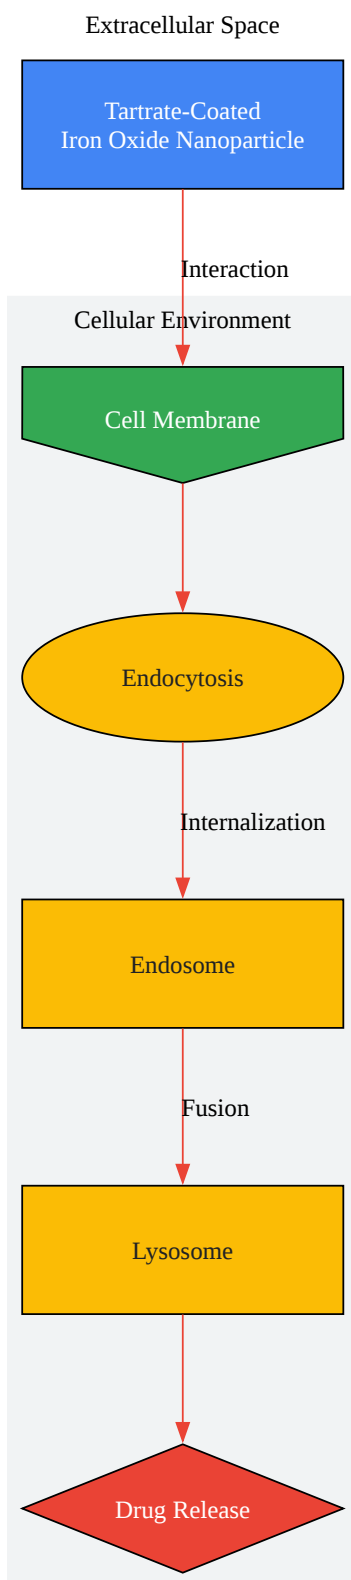 Extracellular Space
Tartrate-Coated
Iron Oxide Nanoparticle
Interaction
Cellular Environment
Cell Membrane
Endocytosis
Internalization
Endosome
Fusion
Lysosome
Drug Release